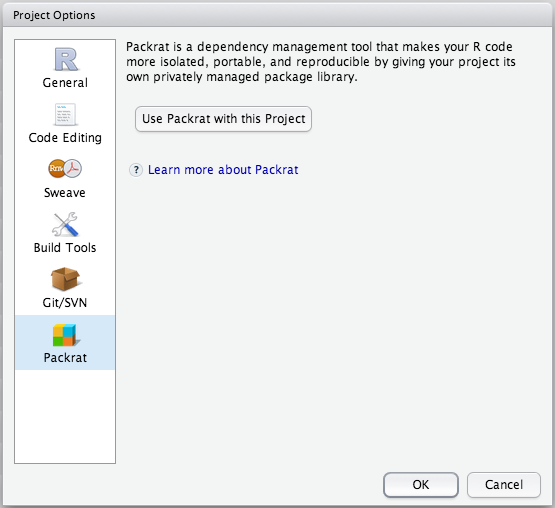 Project Options
R
General
Code Editing
Rnw
Sweave
Build Tools
Git/SVN
Packrat
Packrat is a dependency management tool that makes your R code
more isolated, portable, and reproducible by giving your project its
own privately managed package library.
Use Packrat with this Project
? Learn more about Packrat
OK
Cancel